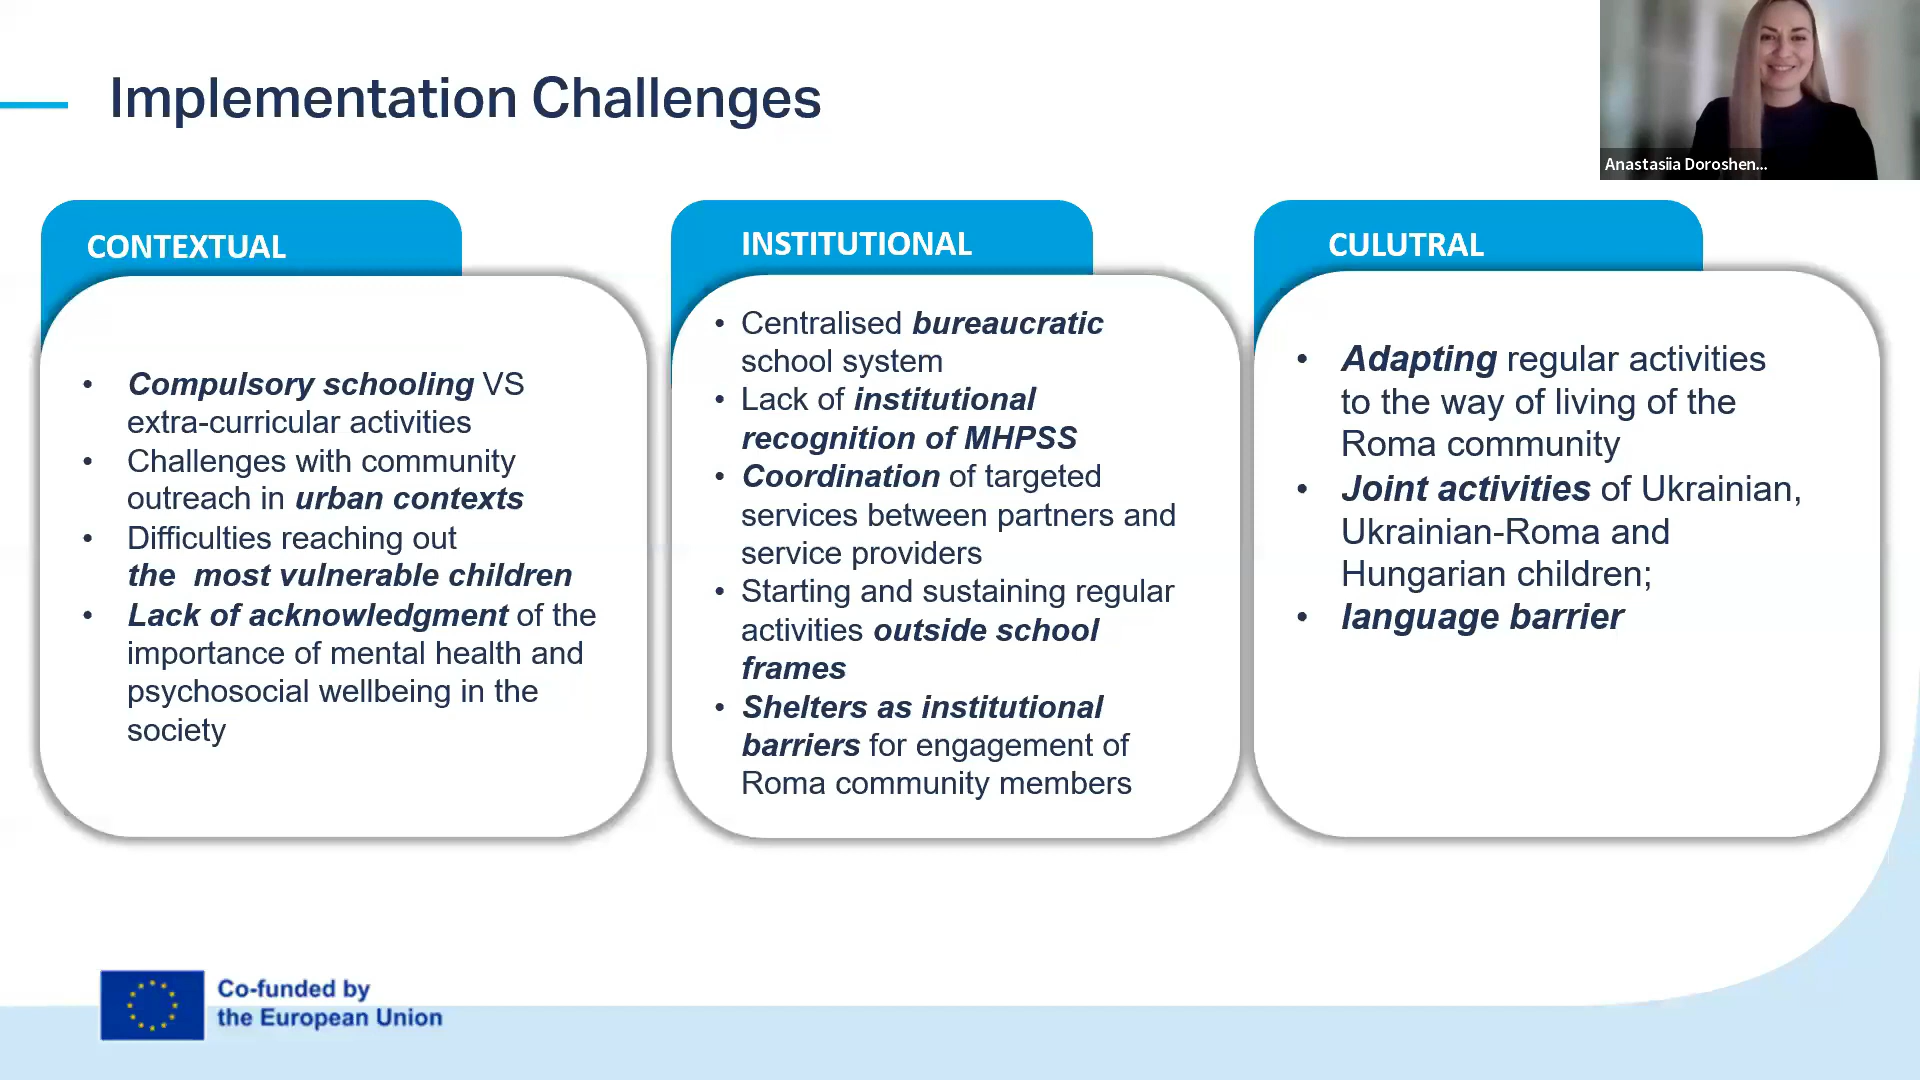 Implementation Challenges
Anastasiia Doroshen...
CONTEXTUAL
Compulsory schooling VS
extra-curricular activities
Challenges with community
outreach in urban contexts
Difficulties reaching out
the most vulnerable children
Lack of acknowledgment of the
importance of mental health and
psychosocial wellbeing in the
society
INSTITUTIONAL
Centralised bureaucratic
school system
Lack of institutional
recognition of MHPSS
Coordination of targeted
services between partners and
service providers
Starting and sustaining regular
activities outside school
frames
Shelters as institutional
barriers for engagement of
Roma community members
CULUTRAL
Adapting regular activities
to the way of living of the
Roma community
Joint activities of Ukrainian,
Ukrainian-Roma and
Hungarian children;
language barrier
Co-funded by
the European Union